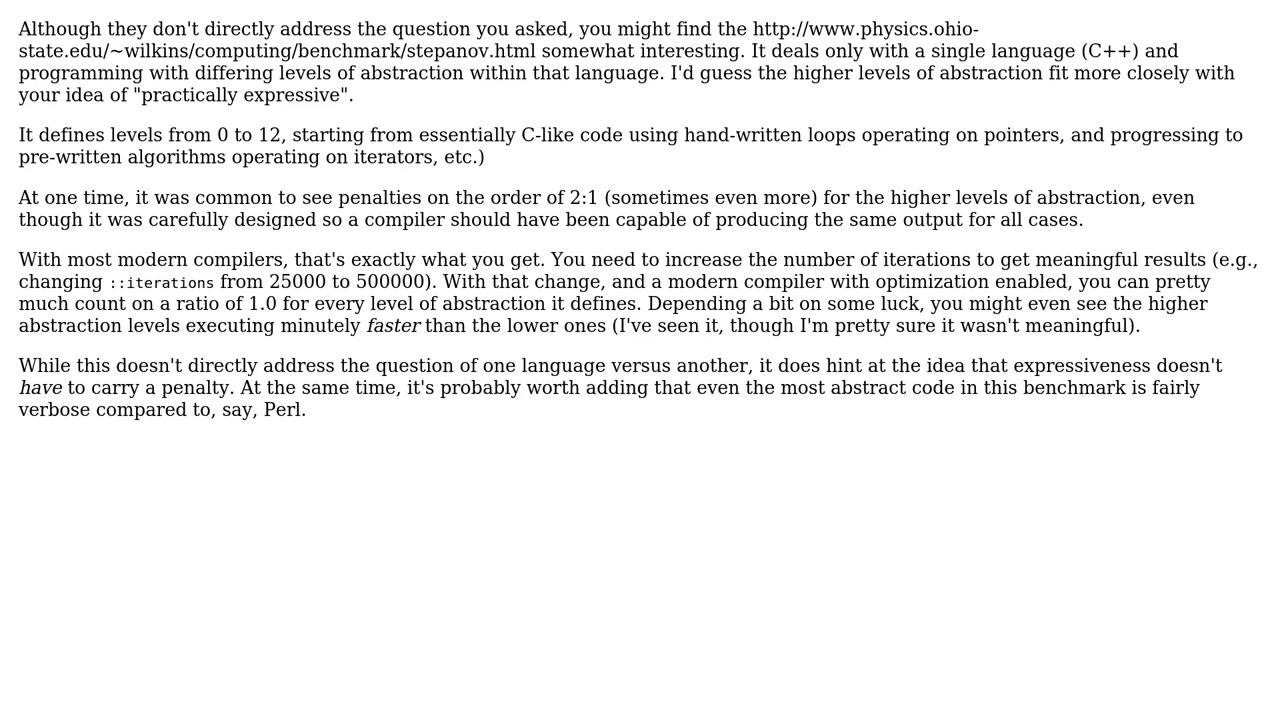 Although they don't directly address the question you asked, you might find the http://www.physics.ohio-
state.edu/~wilkins/computing/benchmark/stepanov.html somewhat interesting. It deals only with a single language (C++) and
programming with differing levels of abstraction within that language. I'd guess the higher levels of abstraction fit more closely with
your idea of "practically expressive".
It defines levels from 0 to 12, starting from essentially C-like code using hand-written loops operating on pointers, and progressing to
pre-written algorithms operating on iterators, etc.)
At one time, it was common to see penalties on the order of 2:1 (sometimes even more) for the higher levels of abstraction, even
though it was carefully designed so a compiler should have been capable of producing the same output for all cases.
With most modern compilers, that's exactly what you get. You need to increase the number of iterations to get meaningful results (e.g.,
changing ::iterations from 25000 to 500000). With that change, and a modern compiler with optimization enabled, you can pretty
much count on a ratio of 1.0 for every level of abstraction it defines. Depending a bit on some luck, you might even see the higher
abstraction levels executing minutely faster than the lower ones (I've seen it, though I'm pretty sure it wasn't meaningful).
While this doesn't directly address the question of one language versus another, it does hint at the idea that expressiveness doesn't
have to carry a penalty. At the same time, it's probably worth adding that even the most abstract code in this benchmark is fairly
verbose compared to, say, Perl.